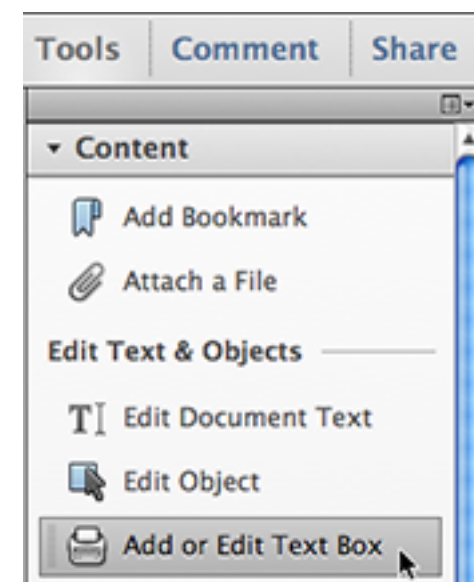 Tools Comment Share
Content
Add Bookmark
Attach a File
Edit Text & Objects
Edit Document Text
Edit Object
Add or Edit Text Box